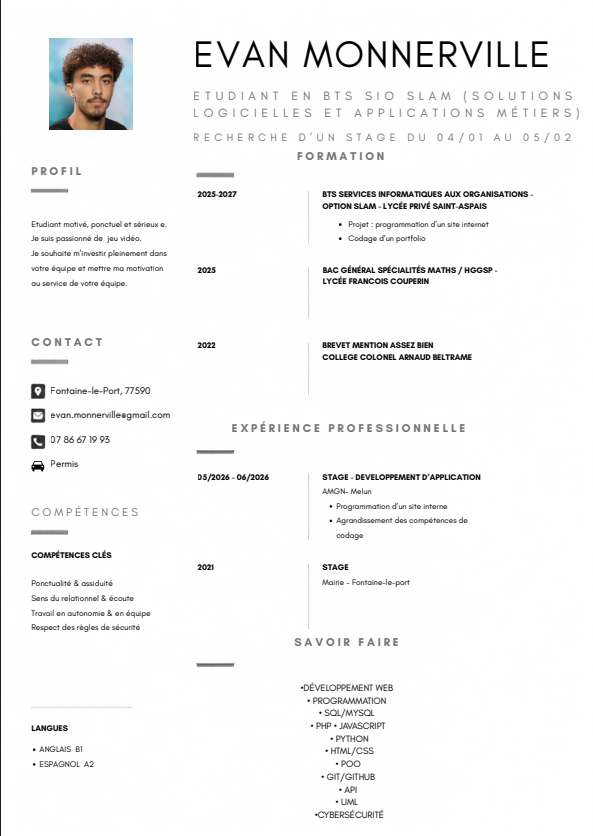 EVAN MONNERVILLE
ETUDIANT EN BTS SIO SLAM (SOLUTIONS
LOGICIELLES ET APPLICATIONS MÉTIERS)
RECHERCHE D'UN STAGE DU 04/01 AU 05/02
PROFIL
Etudiant motivé, ponctuel et sérieux e.
Je suis passionné de jeu vidéo.
Je souhaite m'investir pleinement dans
votre équipe et mettre ma motivation
au service de votre équipe.
CONTACT
Fontaine-le-Port, 77590
evan.monnerville@gmail.com
07 86 67 19 93
Permis
COMPÉTENCES
COMPÉTENCES CLÉS
Ponctualité & assiduité
Sens du relationnel & écoute
Travail en autonomie & en équipe
Respect des règles de sécurité
LANGUES
• ANGLAIS B1
• ESPAGNOL A2
FORMATION
2025-2027
BTS SERVICES INFORMATIQUES AUX ORGANISATIONS -
OPTION SLAM - LYCÉE PRIVÉ SAINT-ASPAIS
• Projet : programmation d'un site internet
• Codage d'un portfolio
2025
BAC GÉNÉRAL SPÉCIALITÉS MATHS / HGGSP -
LYCÉE FRANCOIS COUPERIN
2022
BREVET MENTION ASSEZ BIEN
COLLEGE COLONEL ARNAUD BELTRAME
EXPÉRIENCE PROFESSIONNELLE
05/2026 - 06/2026
STAGE - DEVELOPPEMENT D'APPLICATION
AMGN- Melun
• Programmation d'un site interne
• Agrandissement des compétences de
codage
2021
STAGE
Mairie - Fontaine-le-port
SAVOIR FAIRE
•DÉVELOPPEMENT WEB
• PROGRAMMATION
• SQL/MYSQL
• PHP • JAVASCRIPT
• PYTHON
• HTML/CSS
• POO
• GIT/GITHUB
• API
• UML
•CYBERSÉCURITÉ